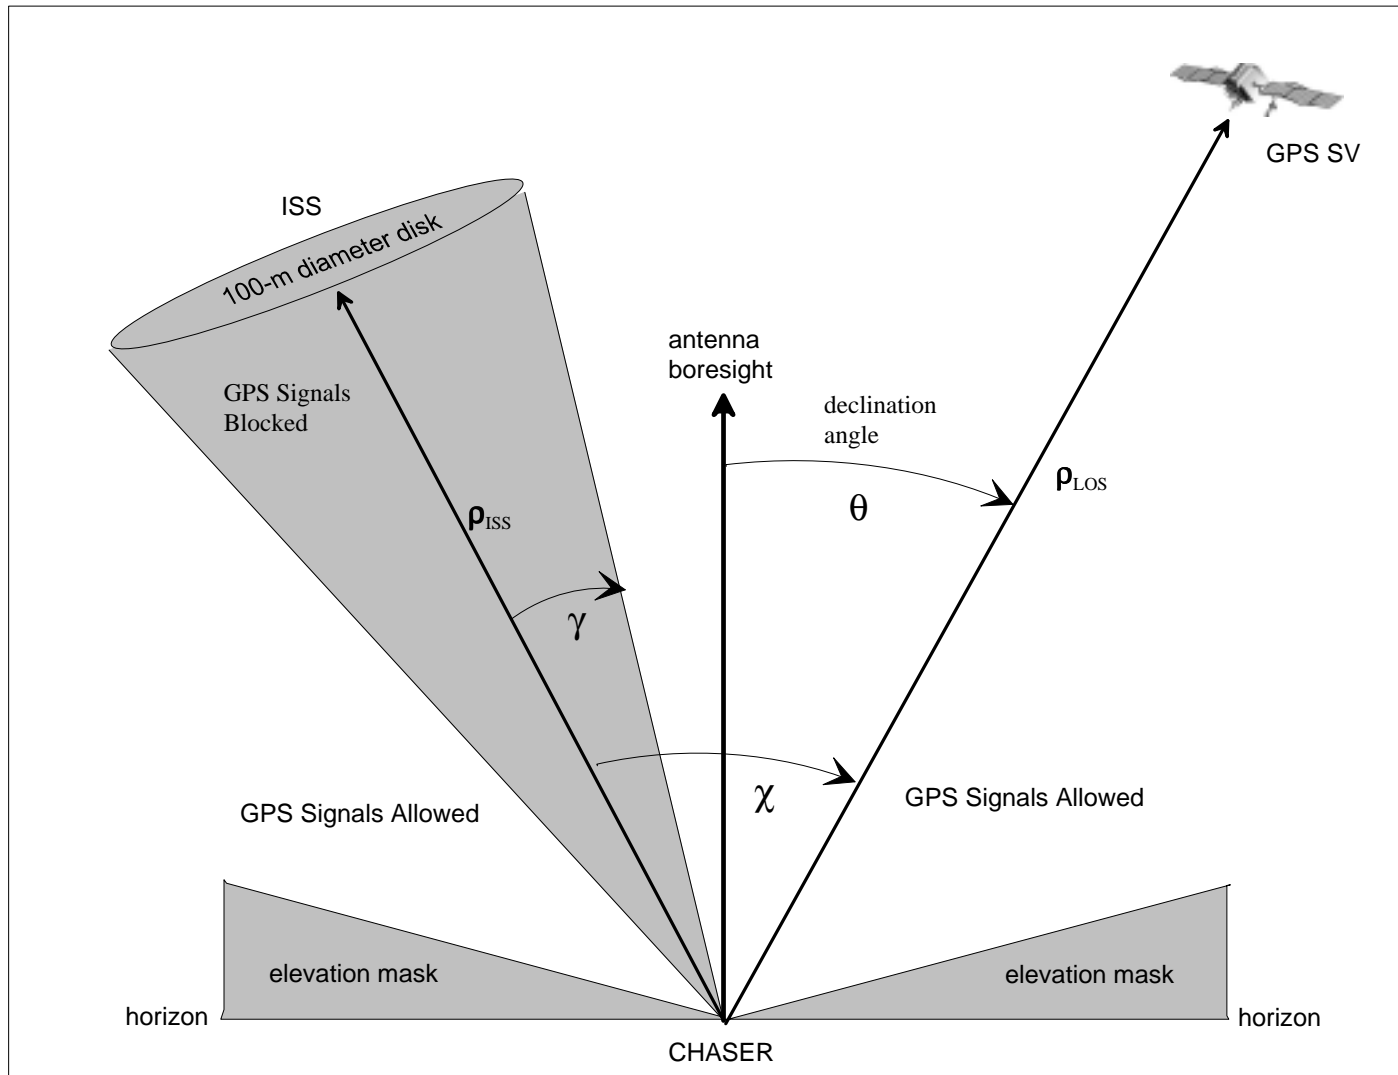 GPS SV
ISS
100-m diameter disk
antenna
boresight
GPS Signals
Blocked
declination
angle
ρLOS
θ
ρISS
γ
χ
GPS Signals Allowed
GPS Signals Allowed
elevation mask
elevation mask
horizon
horizon
CHASER